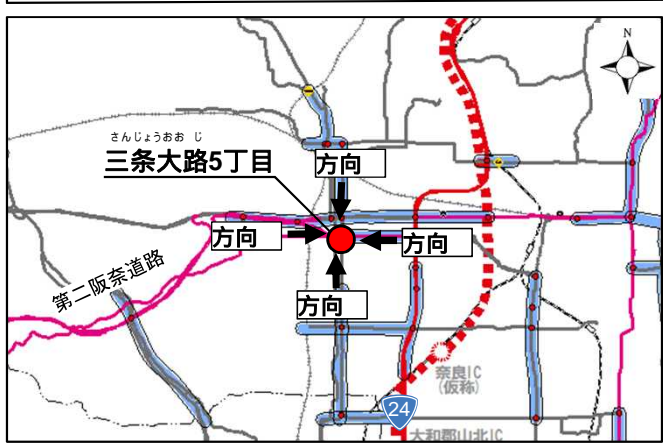 N
さんじょうおお じ
三条大路5丁目
方向
方向
方向
第二阪奈道路
方向
奈良IC
(仮称)
24
大和郡山北IC